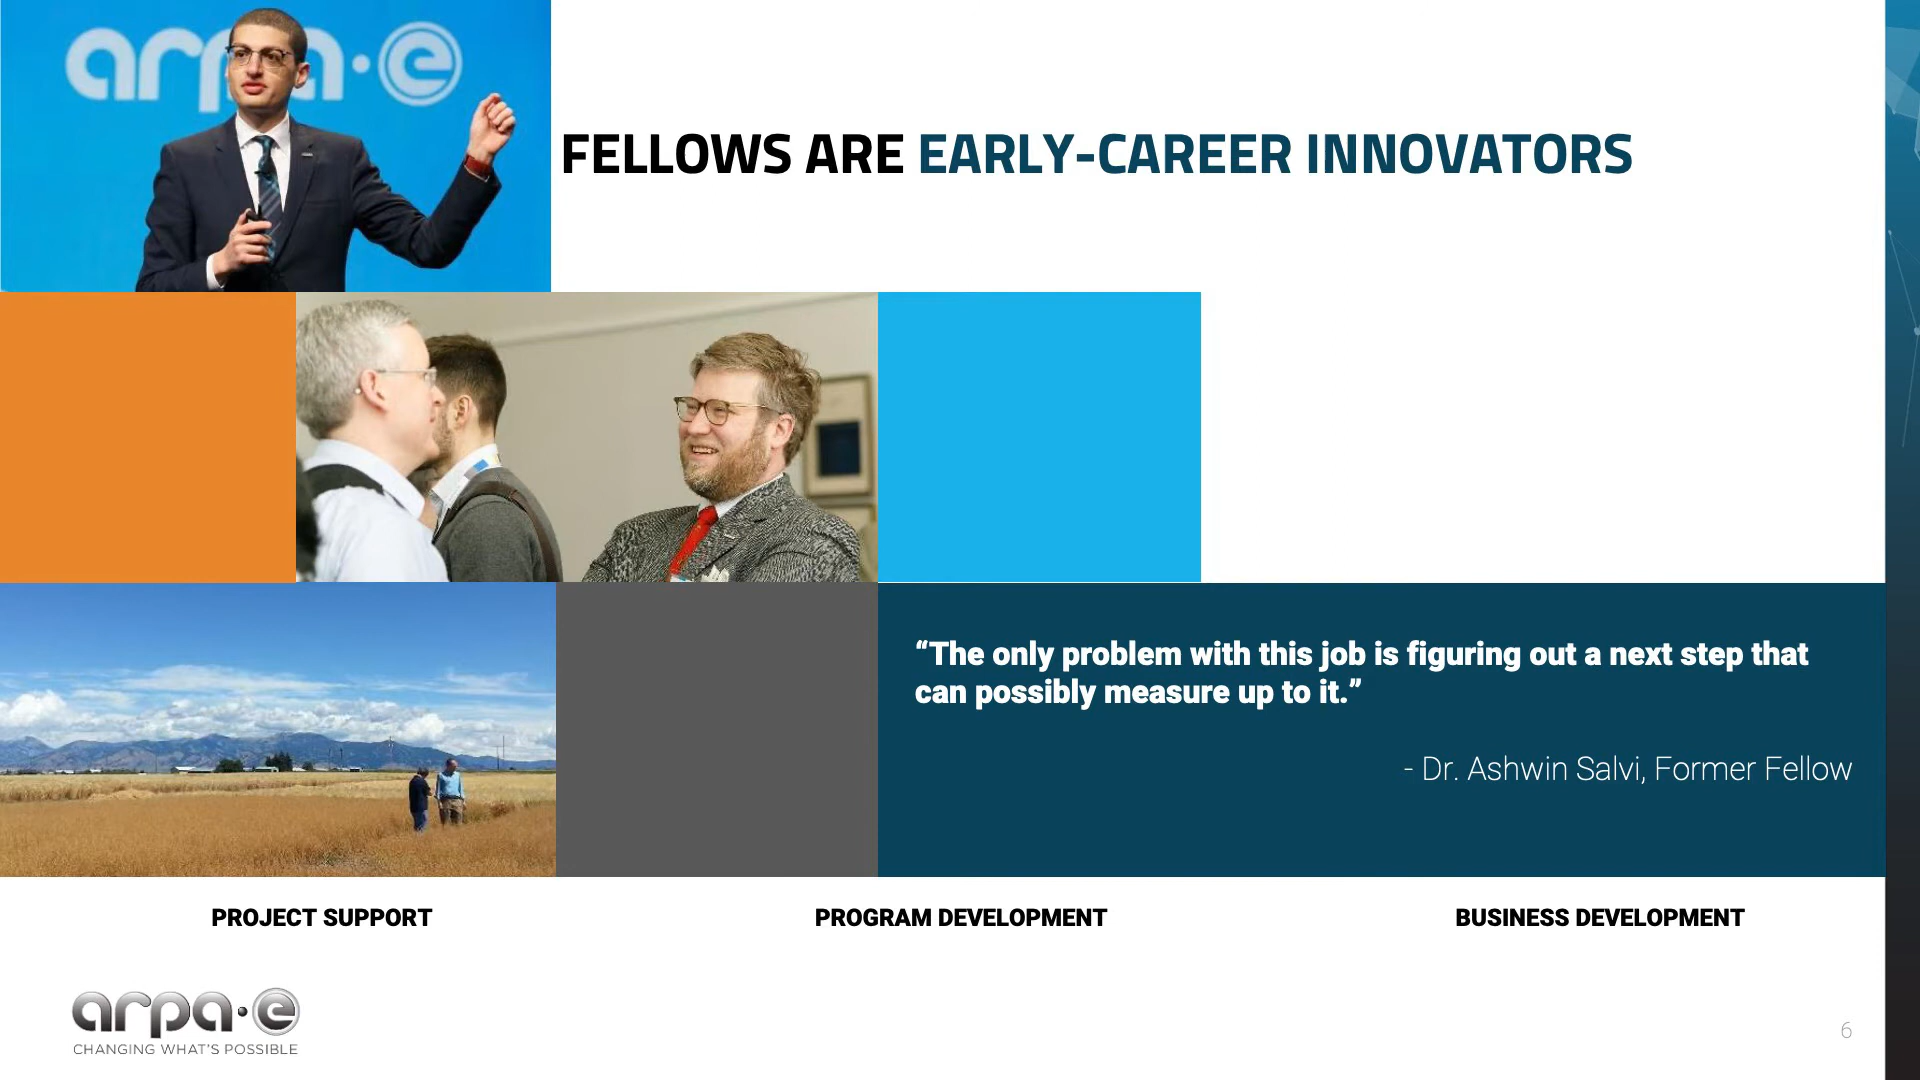 arpa·e
FELLOWS ARE EARLY-CAREER INNOVATORS
“The only problem with this job is figuring out a next step that
can possibly measure up to it.”
- Dr. Ashwin Salvi, Former Fellow
PROJECT SUPPORT
PROGRAM DEVELOPMENT
BUSINESS DEVELOPMENT
arpa·e
CHANGING WHAT'S POSSIBLE
6